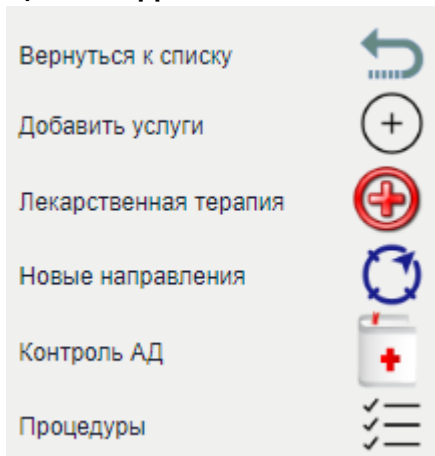 Вернуться к списку
Добавить услуги
Лекарственная терапия
Новые направления
Контроль АД
Процедуры